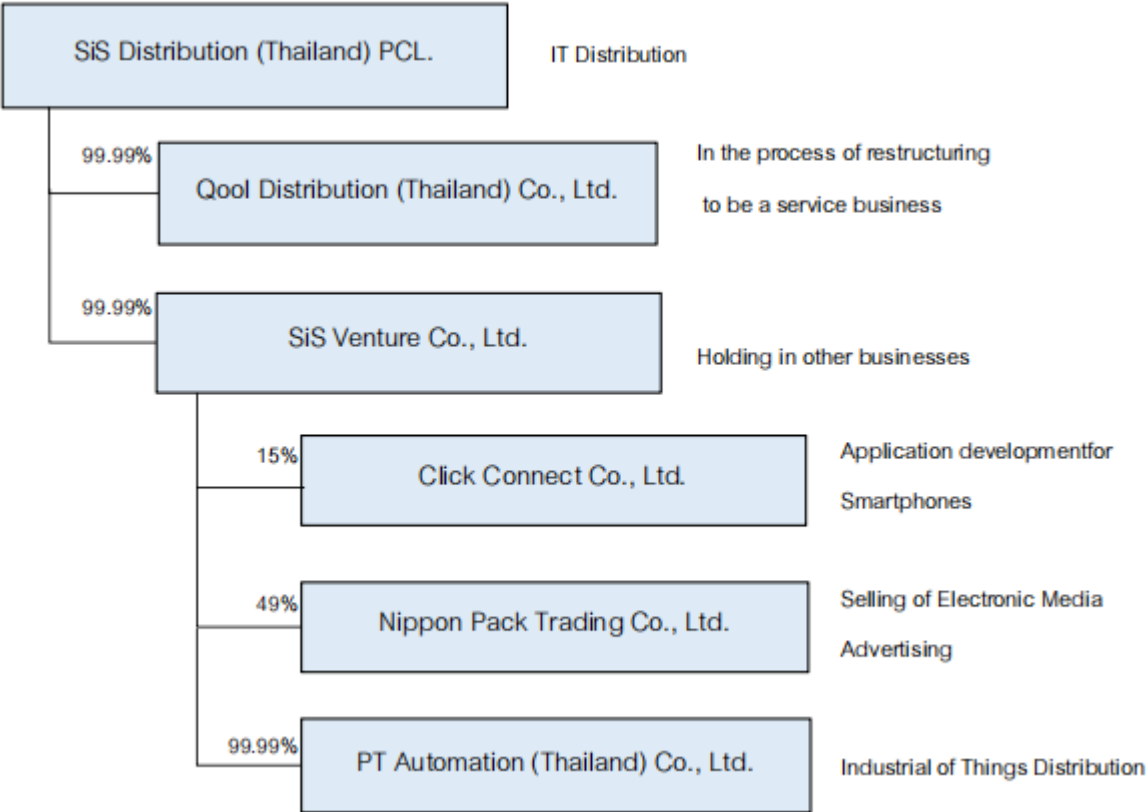 SiS Distribution (Thailand) PCL.
IT Distribution
99.99%
Qool Distribution (Thailand) Co., Ltd.
In the process of restructuring
to be a service business
99.99%
SiS Venture Co., Ltd.
Holding in other businesses
15%
Click Connect Co., Ltd.
Application developmentfor
Smartphones
49%
Nippon Pack Trading Co., Ltd.
Selling of Electronic Media
Advertising
99.99%
PT Automation (Thailand) Co., Ltd.
Industrial of Things Distribution